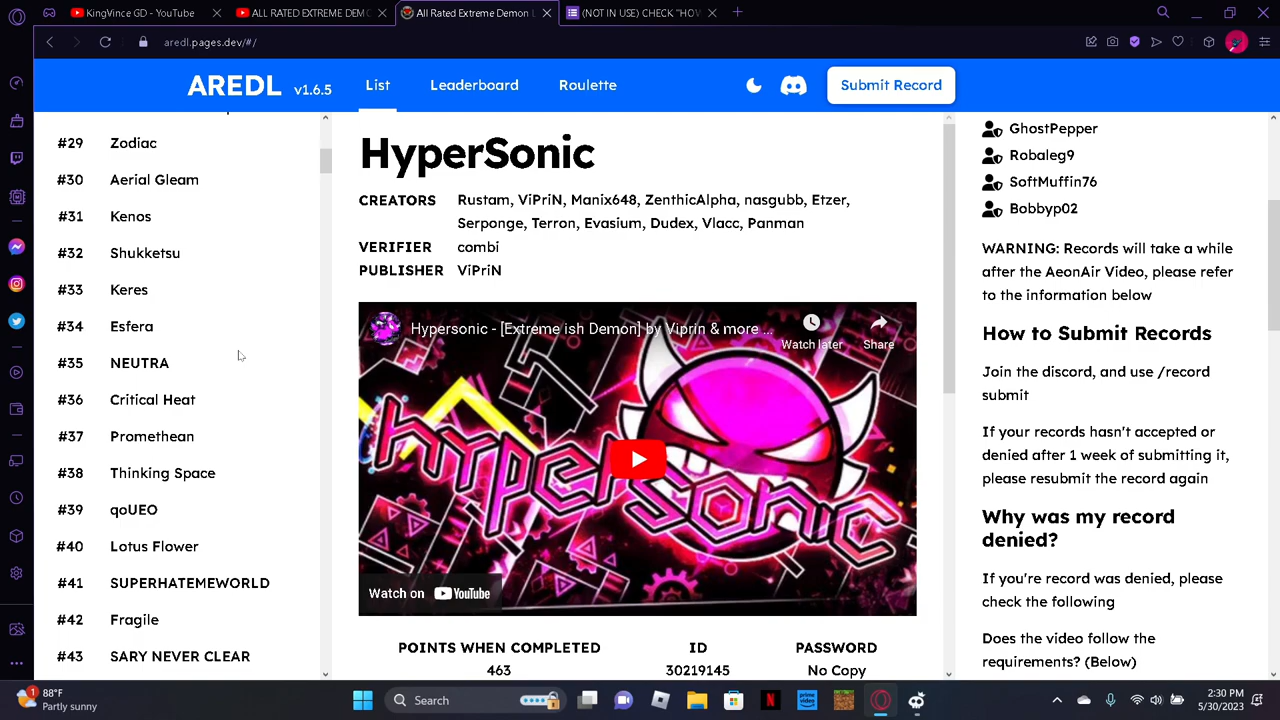 KingVince GD - YouTube
ALL RATED EXTREME DEMO
All Rated Extreme Demon L
(NOT IN USE) CHECK "HOW
aredl.pages.dev/#/
AREDL v1.6.5
List
Leaderboard
Roulette
Submit Record
#29 Zodiac
#30 Aerial Gleam
#31 Kenos
#32 Shukketsu
#33 Keres
#34 Esfera
#35 NEUTRA
#36 Critical Heat
#37 Promethean
#38 Thinking Space
#39 qoUEO
#40 Lotus Flower
#41 SUPERHATEMEWORLD
#42 Fragile
#43 SARY NEVER CLEAR
HyperSonic
CREATORS Rustam, ViPriN, Manix648, ZenthicAlpha, nasgubb, Etzer,
Serponge, Terron, Evasium, Dudex, Vlacc, Panman
VERIFIER combi
PUBLISHER ViPriN
Hypersonic - [Extreme ish Demon] by Viprin & more ...
Watch later
Share
hypersonic
Watch on YouTube
POINTS WHEN COMPLETED
463
ID
30219145
PASSWORD
No Copy
GhostPepper
Robaleg9
SoftMuffin76
Bobbyp02
WARNING: Records will take a while
after the AeonAir Video, please refer
to the information below
How to Submit Records
Join the discord, and use /record
submit
If your records hasn't accepted or
denied after 1 week of submitting it,
please resubmit the record again
Why was my record
denied?
If you're record was denied, please
check the following
Does the video follow the
requirements? (Below)
1
88°F
Partly sunny
Search
2:30 PM
5/30/2023